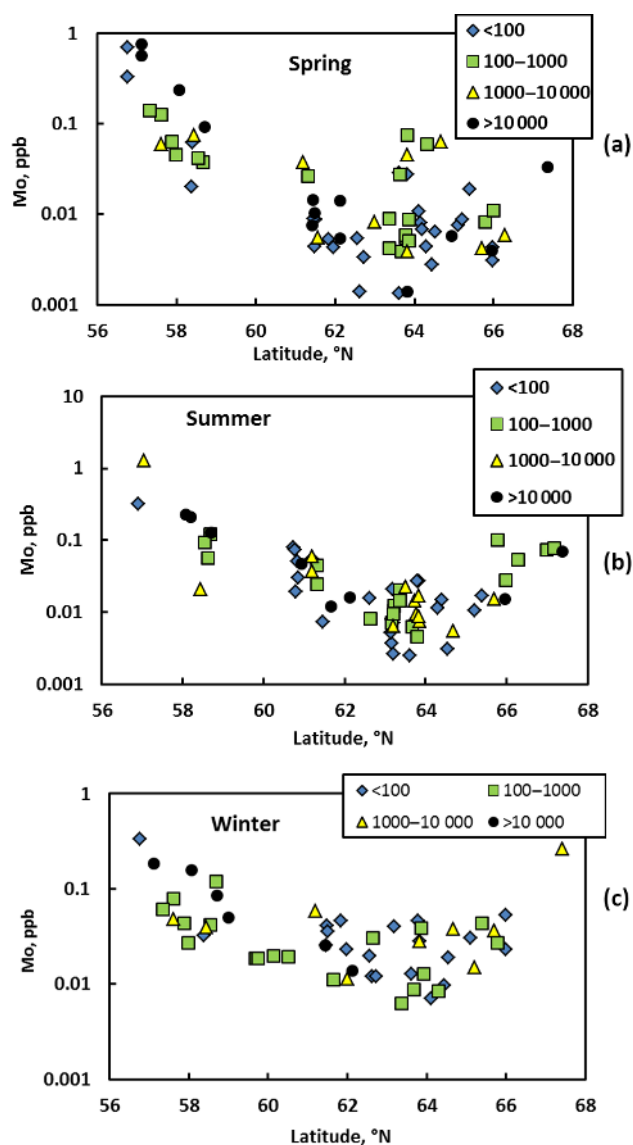 1
Spring
<100
100–1000
1000–10 000
>10 000
0.1
(a)
Mo, ppb
0.01
0.001
56 58 60 62 64 66 68
Latitude, °N
10
Summer
<100
100–1000
1000–10 000
>10 000
1
0.1
(b)
Mo, ppb
0.01
0.001
56 58 60 62 64 66 68
Latitude, °N
1
Winter
<100 100–1000
1000–10 000 >10 000
0.1
(c)
Mo, ppb
0.01
0.001
56 58 60 62 64 66 68
Latitude, °N